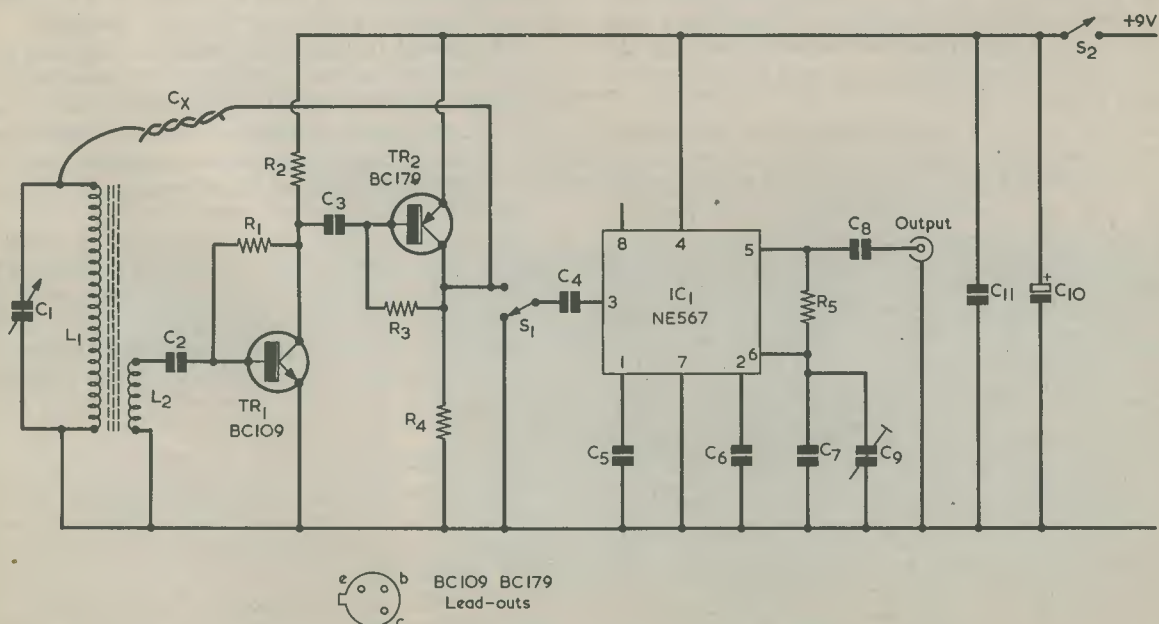 +9V
S2
CX
R2
TR2
BC179
C3
R1
C1
L1
C2
L2
TR1
BC109
R3
R4
S1
C4
8
4
5
3
IC1
NE567
1
7
2
6
C8
Output
R5
C5
C6
C7
C9
C11
+
C10
e
b
c
BC109 BC179
Lead-outs